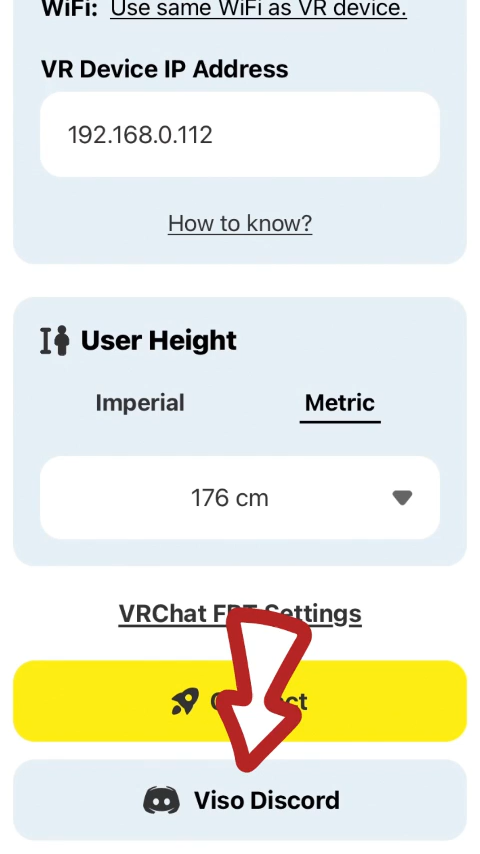 WiFi: Use same WiFi as VR device.
VR Device IP Address
192.168.0.112
How to know?
User Height
Imperial Metric
176 cm
VRChat Settings
Viso Discord